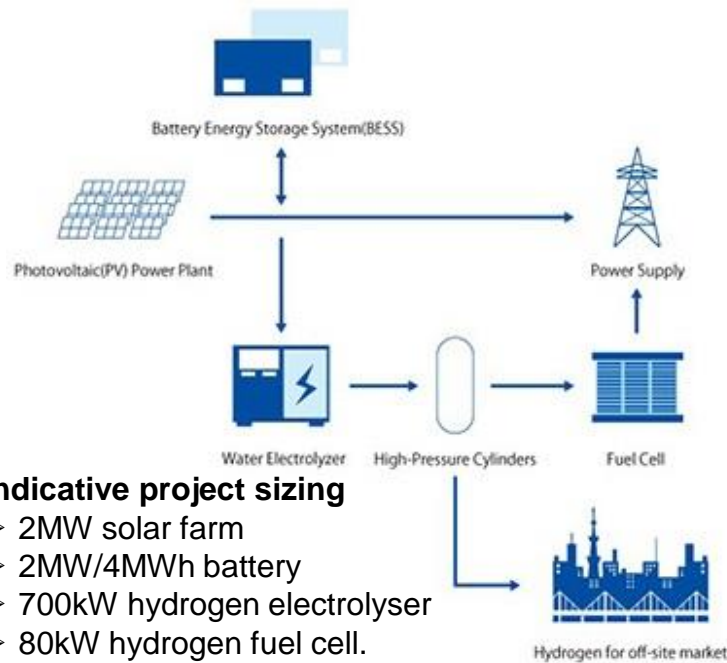 Battery Energy Storage System(BESS)
Photovoltaic(PV) Power Plant
Power Supply
Water Electrolyzer
High-Pressure Cylinders
Fuel Cell
ndicative project sizing
> 2MW solar farm
> 2MW/4MWh battery
> 700kW hydrogen electrolyser
> 80kW hydrogen fuel cell.
Hydrogen for off-site market